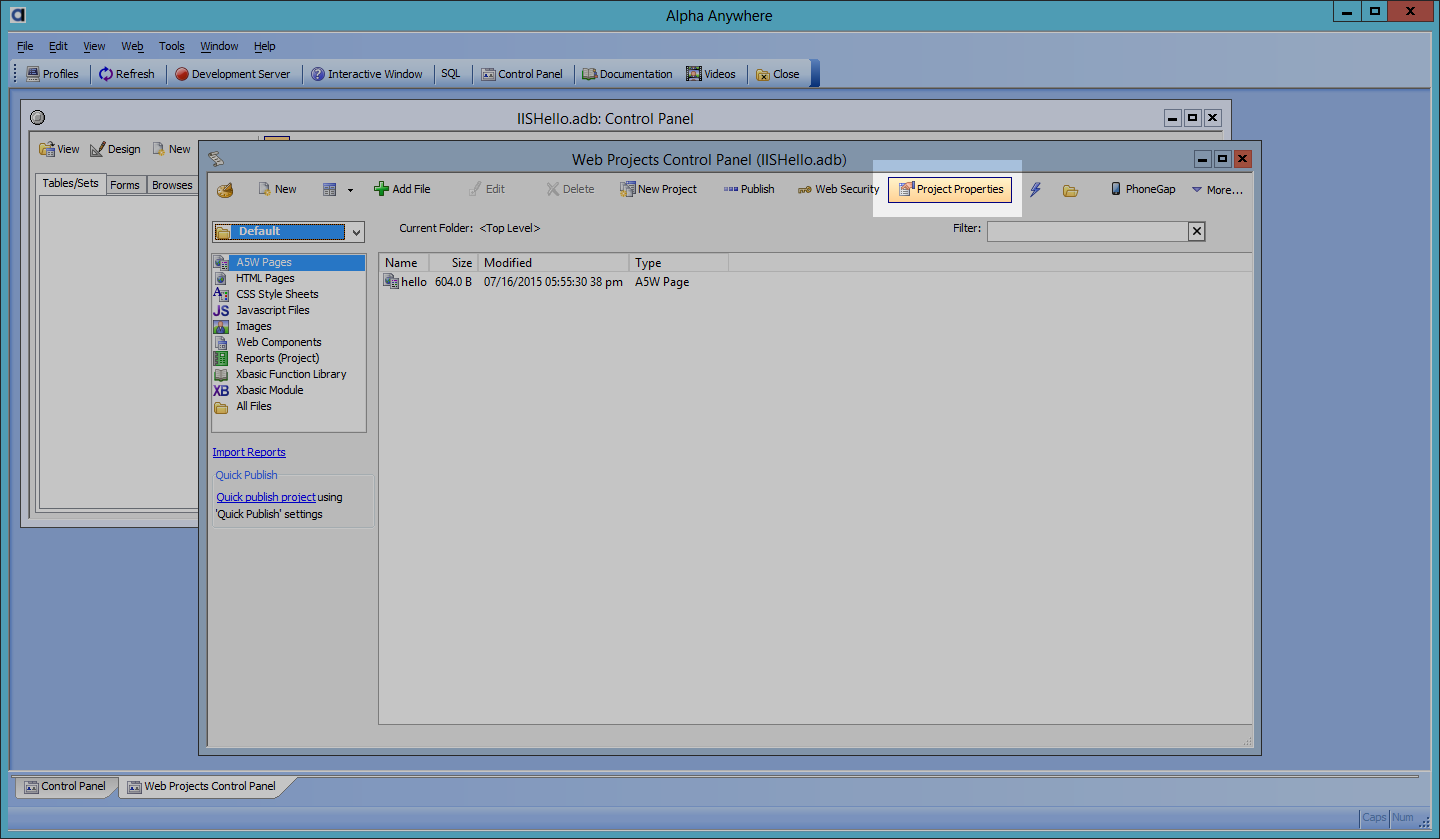 Alpha Anywhere
File Edit View Web Tools Window Help
Profiles Refresh Development Server Interactive Window SQL Control Panel Documentation Videos Close
IISHello.adb: Control Panel
View Design New
Tables/Sets Forms Browses
Web Projects Control Panel (IISHello.adb)
New Add File Edit Delete New Project Publish Web Security Project Properties PhoneGap More...
Default
Current Folder: <Top Level>
Filter:
A5W Pages
HTML Pages
CSS Style Sheets
JS Javascript Files
Images
Web Components
Reports (Project)
Xbasic Function Library
XB Xbasic Module
All Files
Name Size Modified Type
hello 604.0 B 07/16/2015 05:55:30 38 pm A5W Page
Import Reports
Quick Publish
Quick publish project using
'Quick Publish' settings
Control Panel Web Projects Control Panel
Caps Num